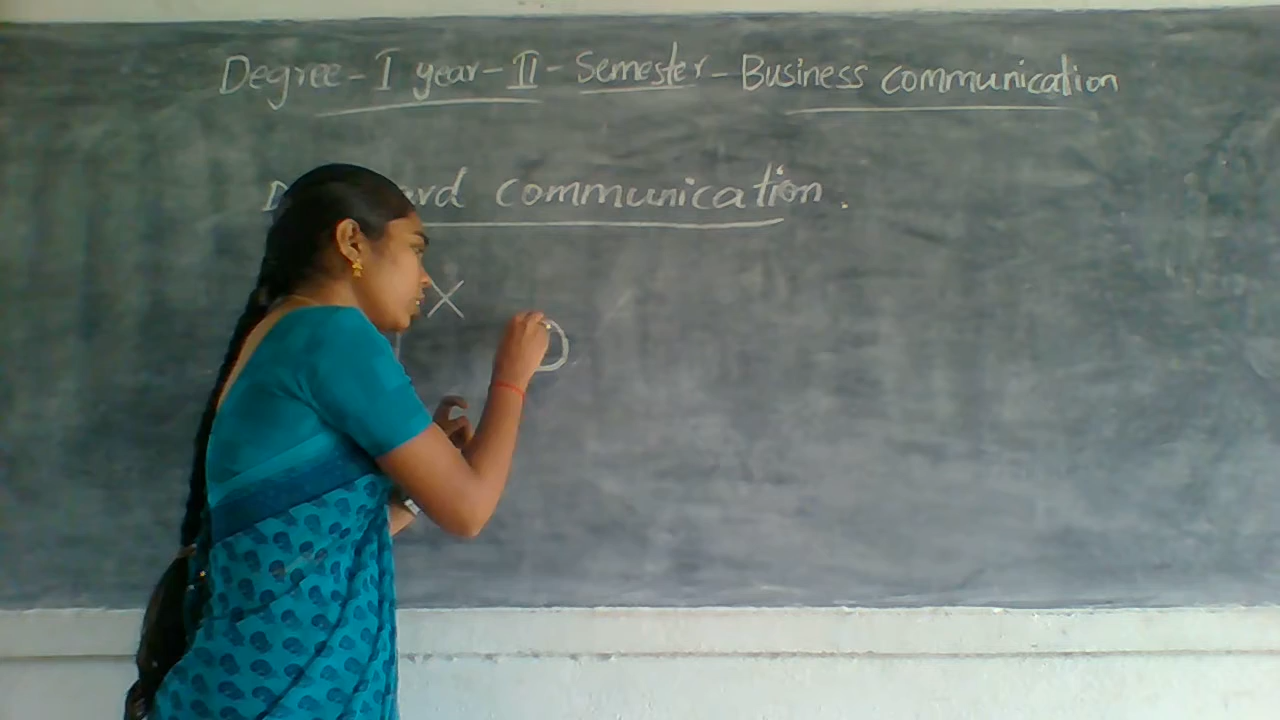 Degree - I year - II - Semester - Business communication
communication.
X